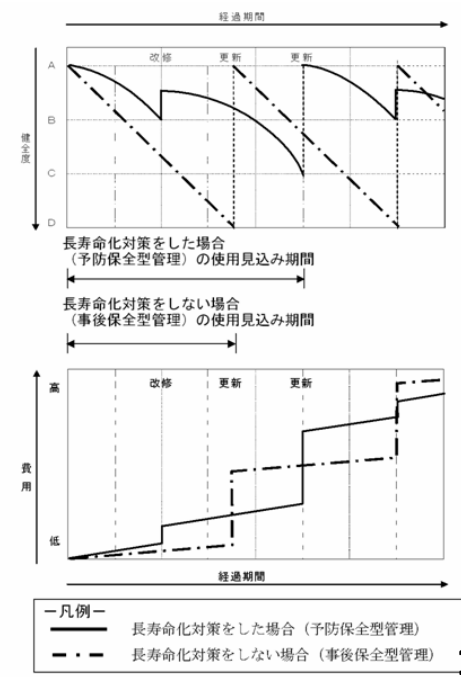 経過期間
改修
更新
更新
A
B
C
D
健全度
長寿命化対策をした場合
（予防保全型管理）の使用見込み期間
長寿命化対策をしない場合
（事後保全型管理）の使用見込み期間
高
改修
更新
更新
費用
低
経過期間
－凡例－
長寿命化対策をした場合（予防保全型管理）
長寿命化対策をしない場合（事後保全型管理）